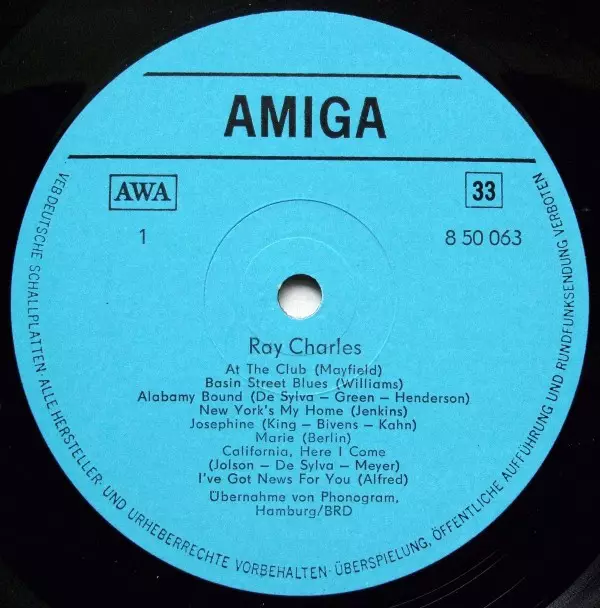 AMIGA
AWA
33
1
8 50 063
Ray Charles
At The Club (Mayfield)
Basin Street Blues (Williams)
Alabamy Bound (De Sylva – Green – Henderson)
New York's My Home (Jenkins)
Josephine (King – Bivens – Kahn)
Marie (Berlin)
California, Here I Come
(Jolson – De Sylva – Meyer)
I've Got News For You (Alfred)
Übernahme von Phonogram,
Hamburg/BRD
VEB DEUTSCHE SCHALLPLATTEN · ALLE HERSTELLER- UND URHEBERRECHTE VORBEHALTEN · ÜBERSPIELUNG, ÖFFENTLICHE AUFFÜHRUNG UND RUNDFUNKSENDUNG VERBOTEN